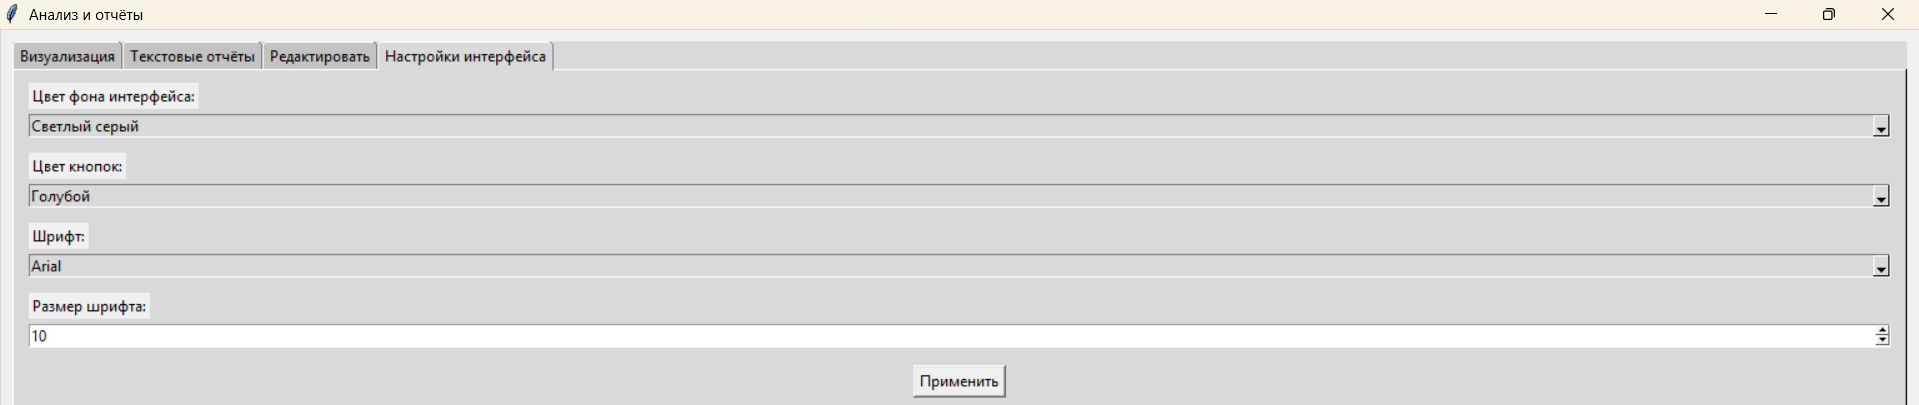 Анализ и отчёты
Визуализация Текстовые отчёты Редактировать Настройки интерфейса
Цвет фона интерфейса:
Светлый серый
Цвет кнопок:
Голубой
Шрифт:
Arial
Размер шрифта:
10
Применить